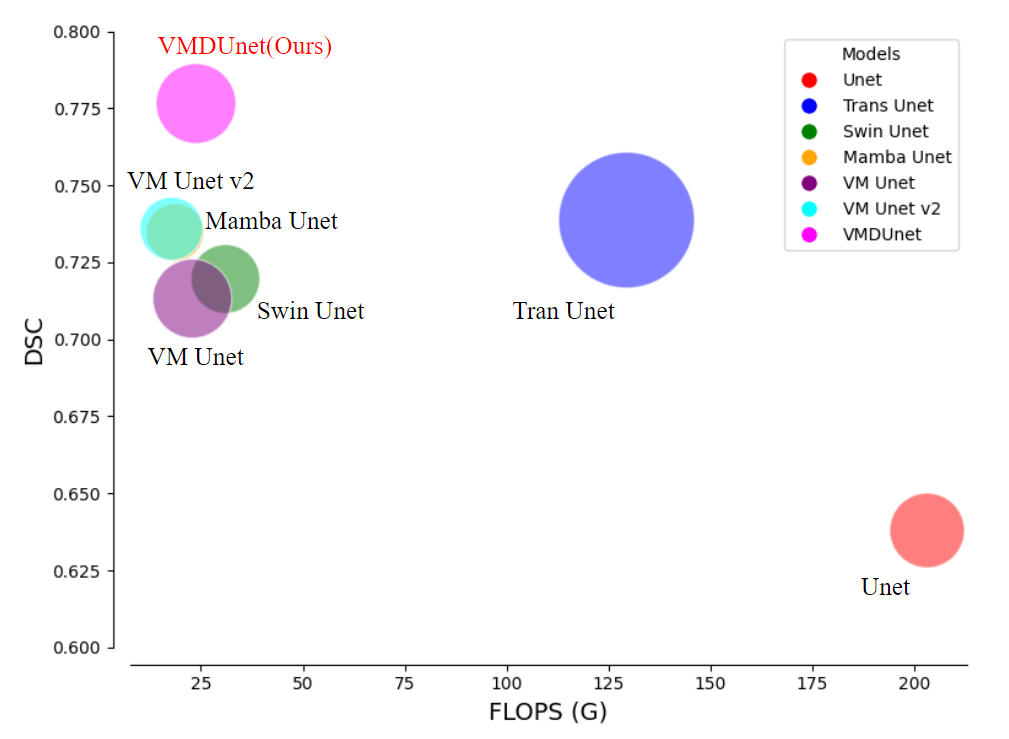 0.800
0.775
0.750
0.725
0.700
0.675
0.650
0.625
0.600
DSC
VMDUnet(Ours)
VM Unet v2
Mamba Unet
Swin Unet
VM Unet
Tran Unet
Unet
Models
Unet
Trans Unet
Swin Unet
Mamba Unet
VM Unet
VM Unet v2
VMDUnet
25 50 75 100 125 150 175 200
FLOPS (G)